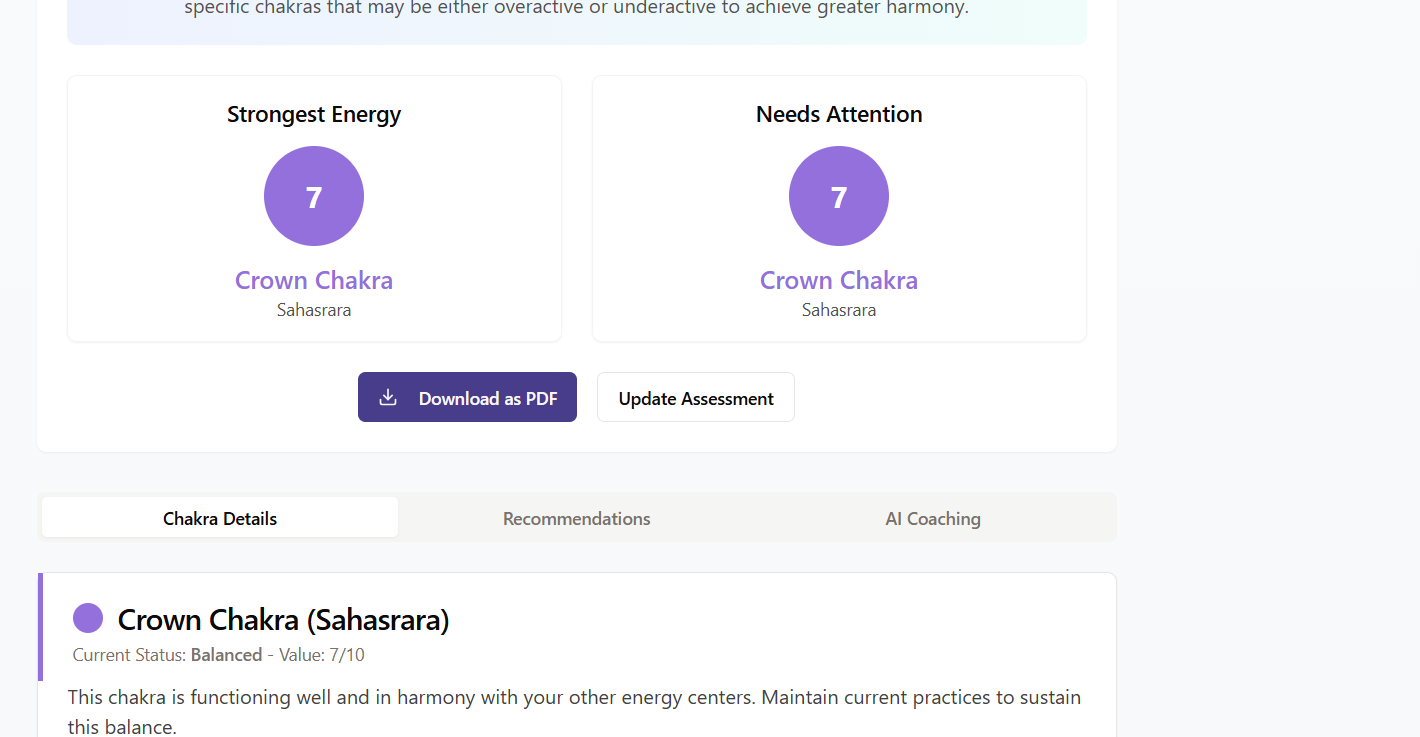 specific chakras that may be either overactive or underactive to achieve greater harmony.
Strongest Energy
7
Crown Chakra
Sahasrara
Needs Attention
7
Crown Chakra
Sahasrara
Download as PDF
Update Assessment
Chakra Details
Recommendations
AI Coaching
Crown Chakra (Sahasrara)
Current Status: Balanced - Value: 7/10
This chakra is functioning well and in harmony with your other energy centers. Maintain current practices to sustain
this balance.